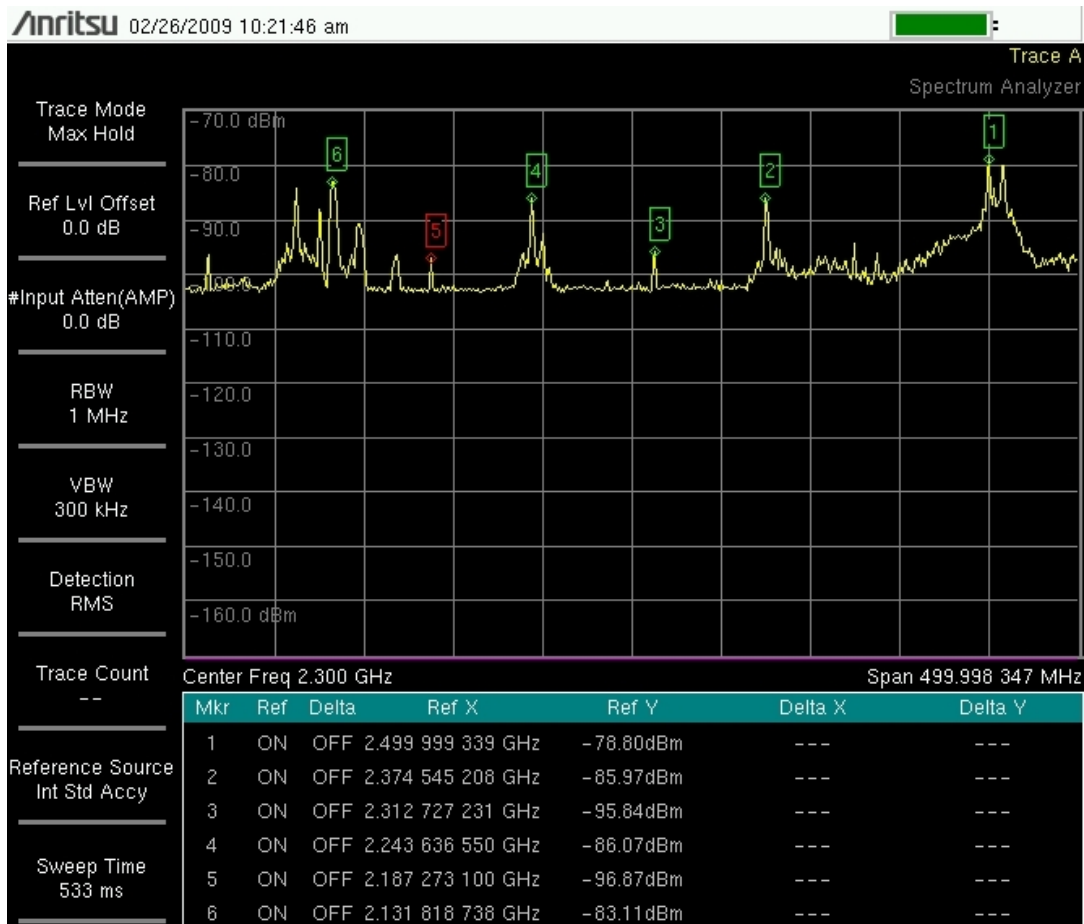 Anritsu 02/26/2009 10:21:46 am
Trace A
Spectrum Analyzer
Trace Mode
Max Hold
Ref Lvl Offset
0.0 dB
#Input Atten(AMP)
0.0 dB
RBW
1 MHz
VBW
300 kHz
Detection
RMS
Trace Count
--
Reference Source
Int Std Accy
Sweep Time
533 ms
-70.0 dBm
-80.0
-90.0
-100.0
-110.0
-120.0
-130.0
-140.0
-150.0
-160.0 dBm
6
5
4
3
2
1
Center Freq 2.300 GHz
Span 499.998 347 MHz
Mkr Ref Delta Ref X Ref Y Delta X Delta Y
1 ON OFF 2.499 999 339 GHz -78.80dBm --- ---
2 ON OFF 2.374 545 208 GHz -85.97dBm --- ---
3 ON OFF 2.312 727 231 GHz -95.84dBm --- ---
4 ON OFF 2.243 636 550 GHz -86.07dBm --- ---
5 ON OFF 2.187 273 100 GHz -96.87dBm --- ---
6 ON OFF 2.131 818 738 GHz -83.11dBm --- ---